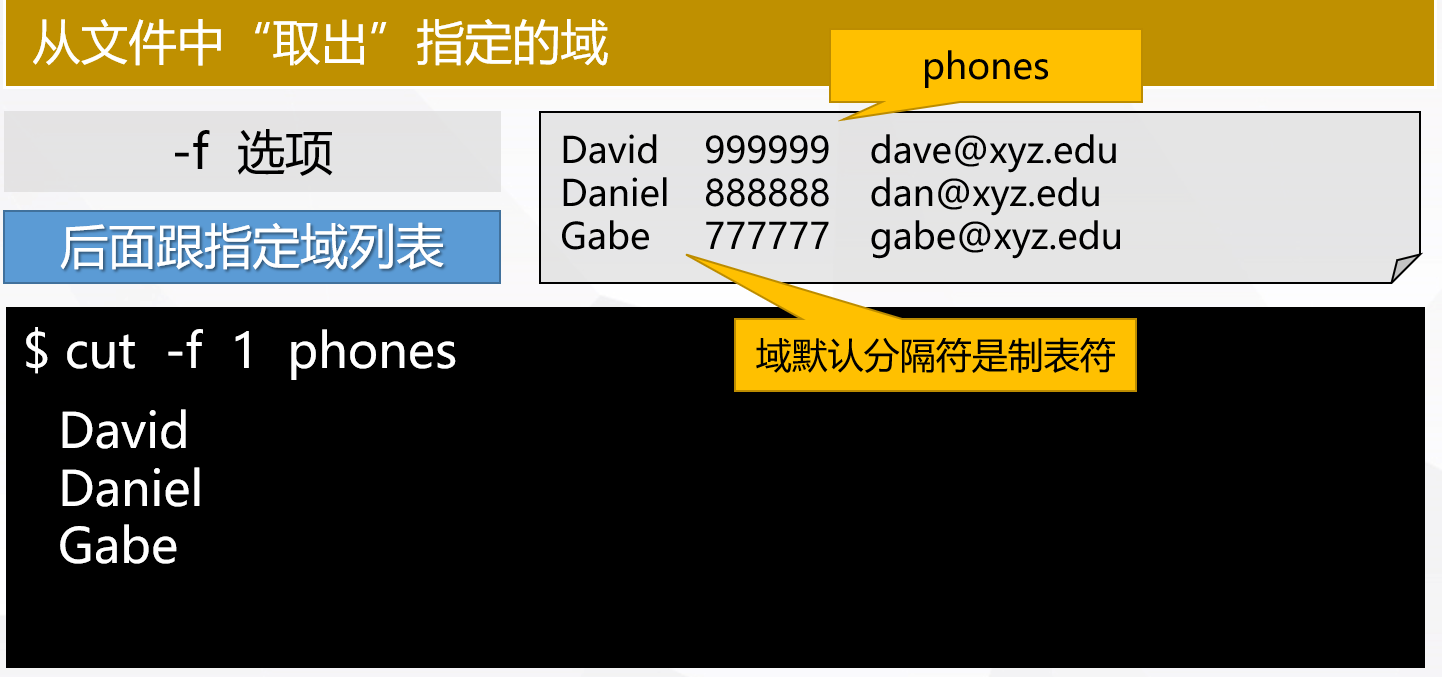 从文件中“取出”指定的域
phones
-f 选项
后面跟指定域列表
David 999999 dave@xyz.edu
Daniel 888888 dan@xyz.edu
Gabe 777777 gabe@xyz.edu
域默认分隔符是制表符
$ cut -f 1 phones
David
Daniel
Gabe